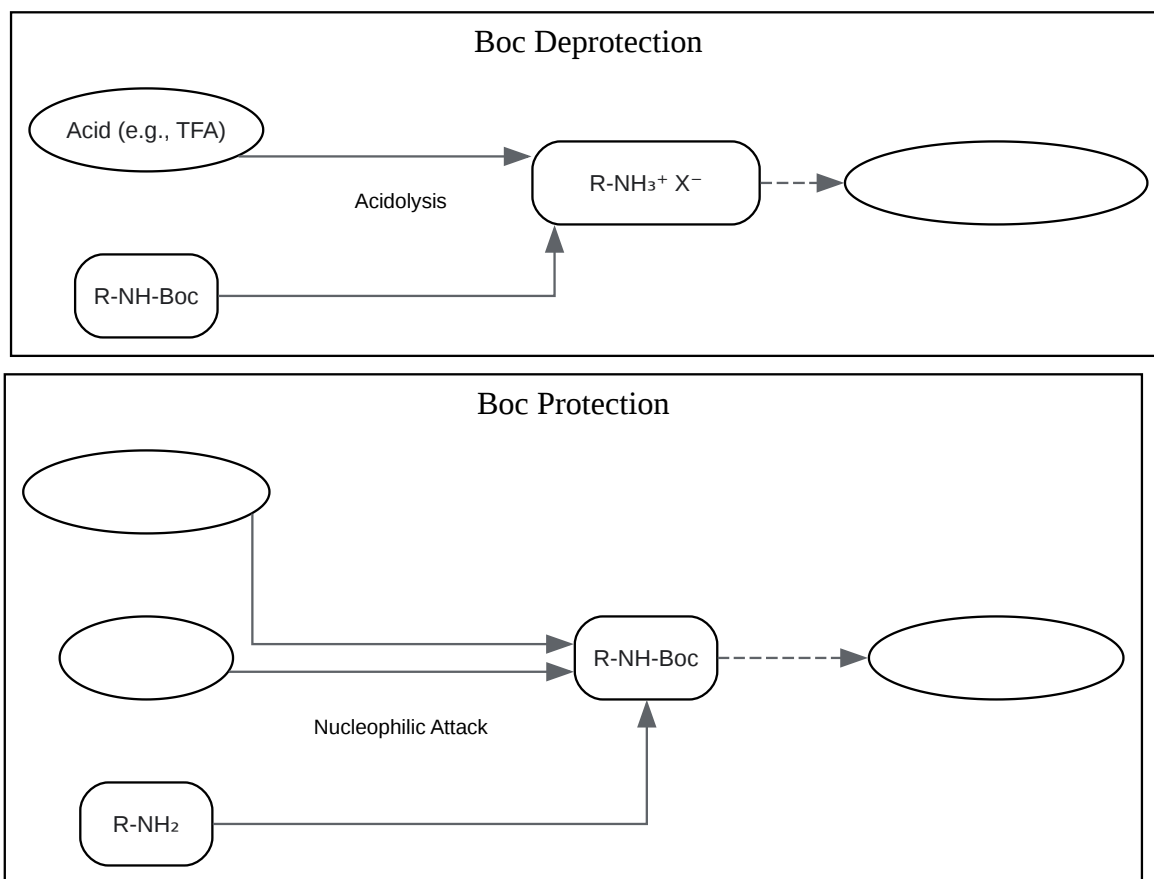 Boc Deprotection
Acid (e.g., TFA)
R-NH₃⁺ X⁻
Acidolysis
R-NH-Boc
Boc Protection
R-NH-Boc
Nucleophilic Attack
R-NH₂